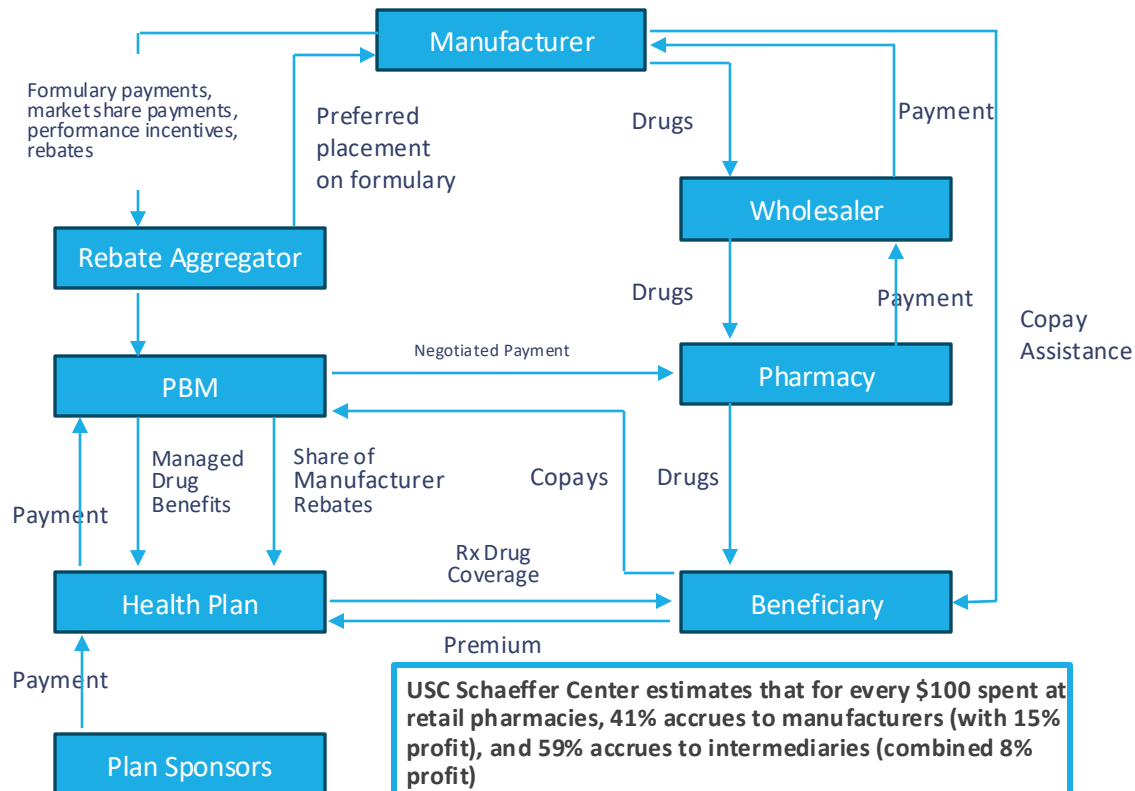 Manufacturer
Formulary payments,
market share payments,
performance incentives,
rebates
Preferred
placement
on formulary
Drugs
Payment
Wholesaler
Rebate Aggregator
Drugs
Payment
Copay
Assistance
Negotiated Payment
PBM
Pharmacy
Managed
Drug
Benefits
Share of
Manufacturer
Rebates
Copays
Drugs
Payment
Rx Drug
Coverage
Health Plan
Beneficiary
Premium
Payment
USC Schaeffer Center estimates that for every $100 spent at
retail pharmacies, 41% accrues to manufacturers (with 15%
profit), and 59% accrues to intermediaries (combined 8%
profit)
Plan Sponsors